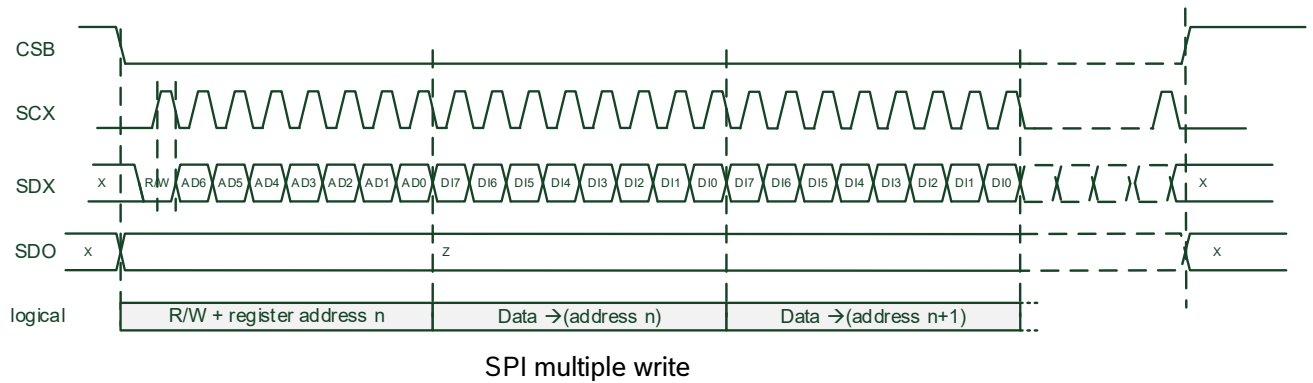 CSB
SCX
SDX X R/W AD6 AD5 AD4 AD3 AD2 AD1 AD0 DI7 DI6 DI5 DI4 DI3 DI2 DI1 DI0 DI7 DI6 DI5 DI4 DI3 DI2 DI1 DI0 X
SDO X Z X
logical R/W + register address n Data →(address n) Data →(address n+1)
SPI multiple write